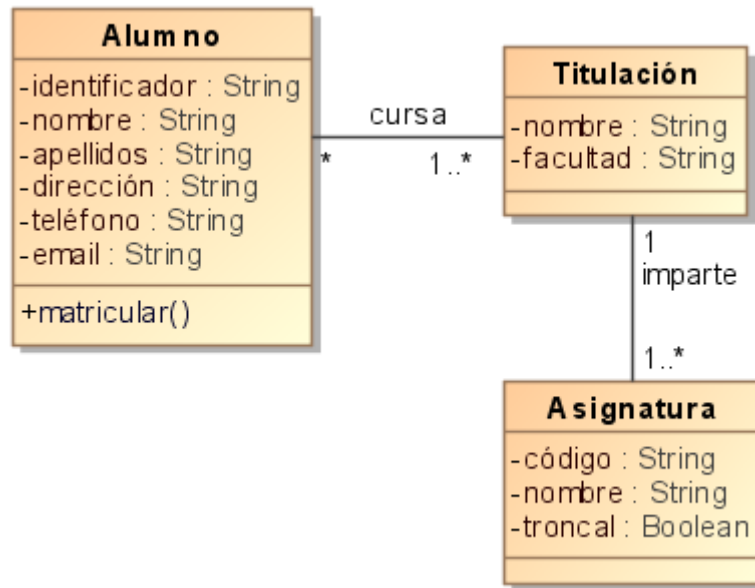 Alumno
-identificador : String
-nombre : String
-apellidos : String
-dirección : String
-teléfono : String
-email : String
+matricular()
cursa
*
1..*
Titulación
-nombre : String
-facultad : String
1
imparte
1..*
Asignatura
-código : String
-nombre : String
-troncal : Boolean